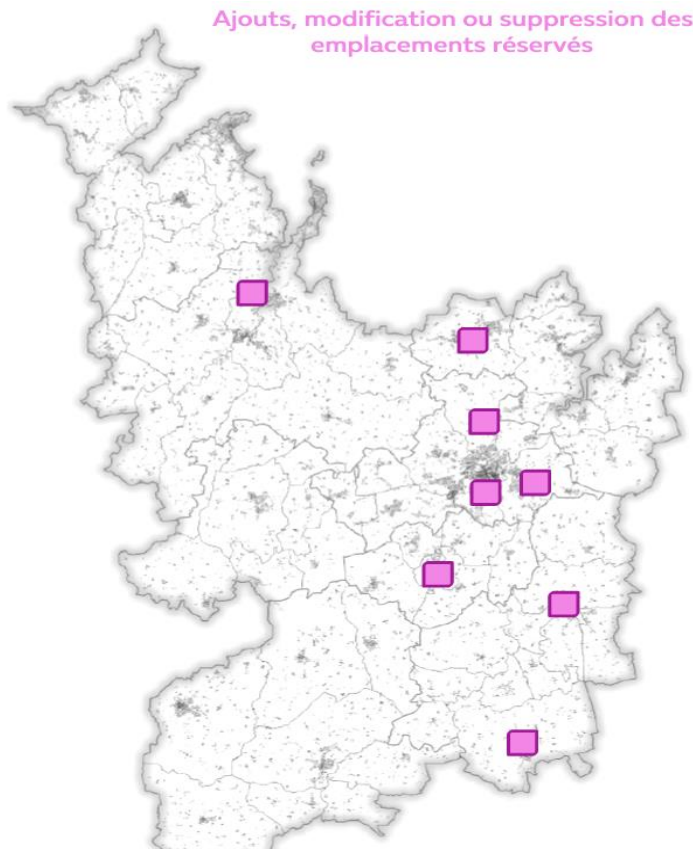 Ajouts, modification ou suppression des
emplacements réservés